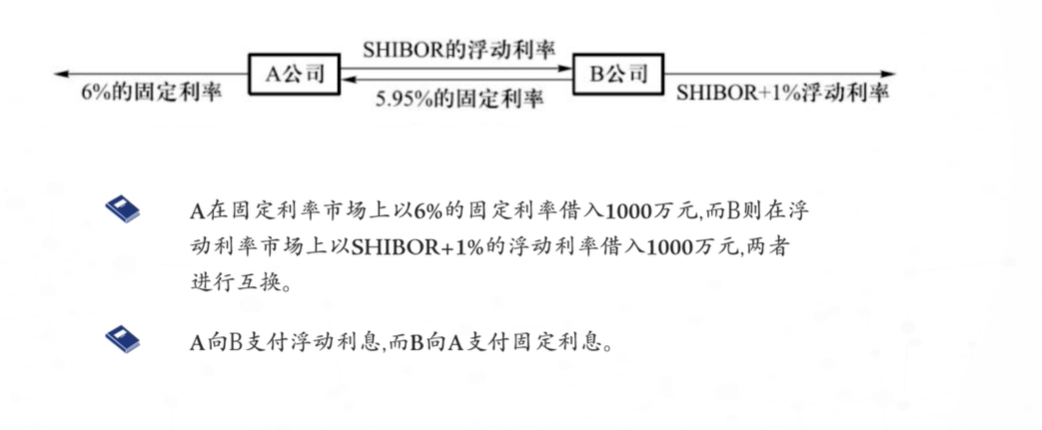 SHIBOR的浮动利率
A公司
B公司
6%的固定利率
5.95%的固定利率
SHIBOR+1%浮动利率
A在固定利率市场上以6%的固定利率借入1000万元,而B则在浮
动利率市场上以SHIBOR+1%的浮动利率借入1000万元,两者
进行互换。
A向B支付浮动利息,而B向A支付固定利息。